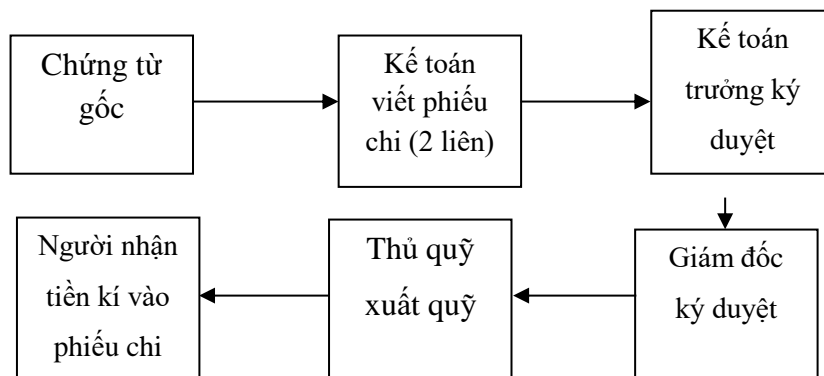 Chứng từ
gốc
Kế toán
viết phiếu
chi (2 liên)
Kế toán
trưởng ký
duyệt
Giám đốc
ký duyệt
Thủ quỹ
xuất quỹ
Người nhận
tiền kí vào
phiếu chi